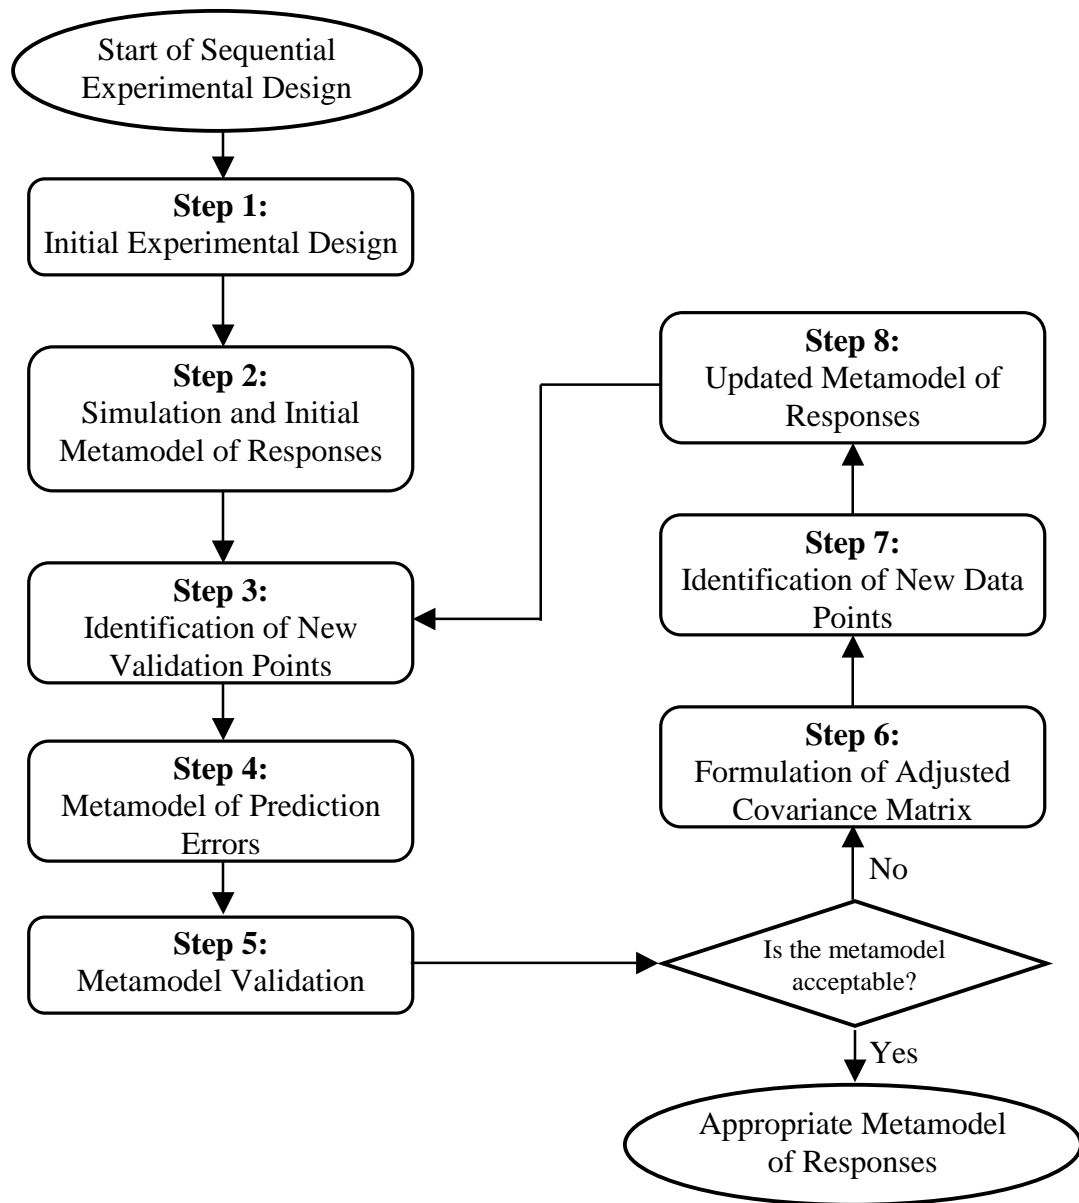 Start of Sequential
Experimental Design
Step 1:
Initial Experimental Design
Step 2:
Simulation and Initial
Metamodel of Responses
Step 3:
Identification of New
Validation Points
Step 4:
Metamodel of Prediction
Errors
Step 5:
Metamodel Validation
Is the metamodel
acceptable?
No
Step 6:
Formulation of Adjusted
Covariance Matrix
Step 7:
Identification of New Data
Points
Step 8:
Updated Metamodel of
Responses
Yes
Appropriate Metamodel
of Responses